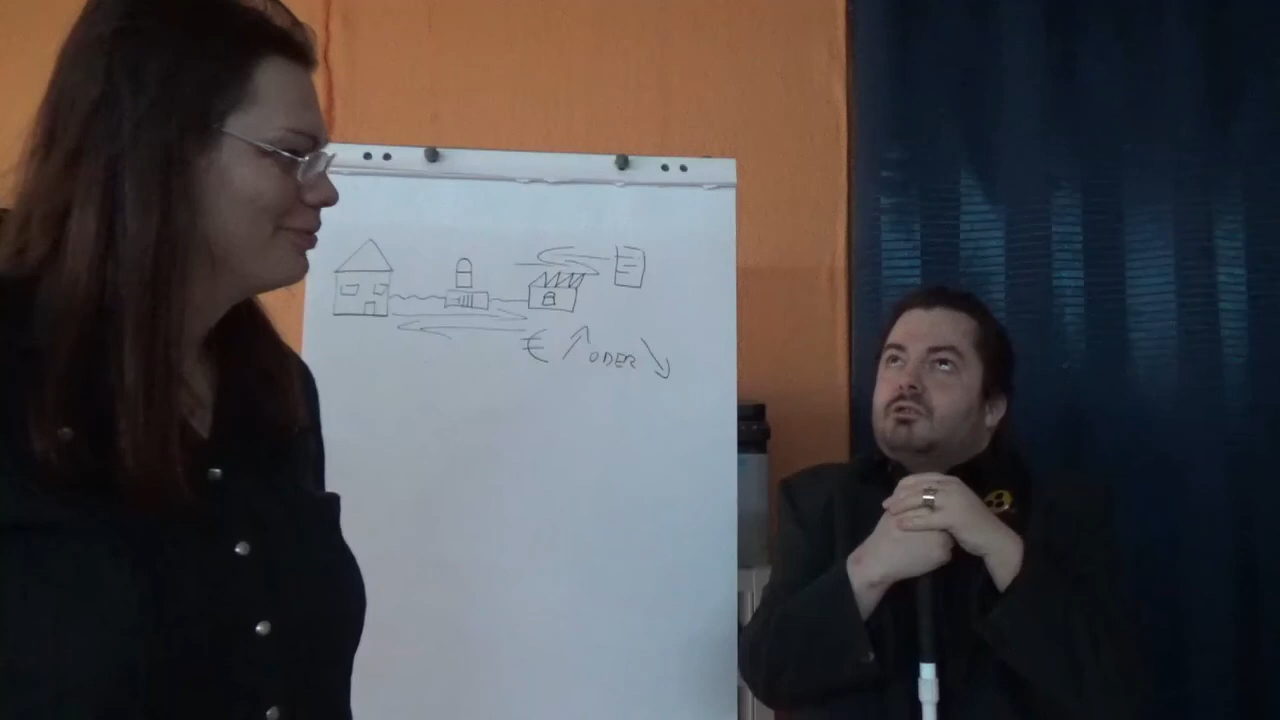 € ↗ ODER ↘